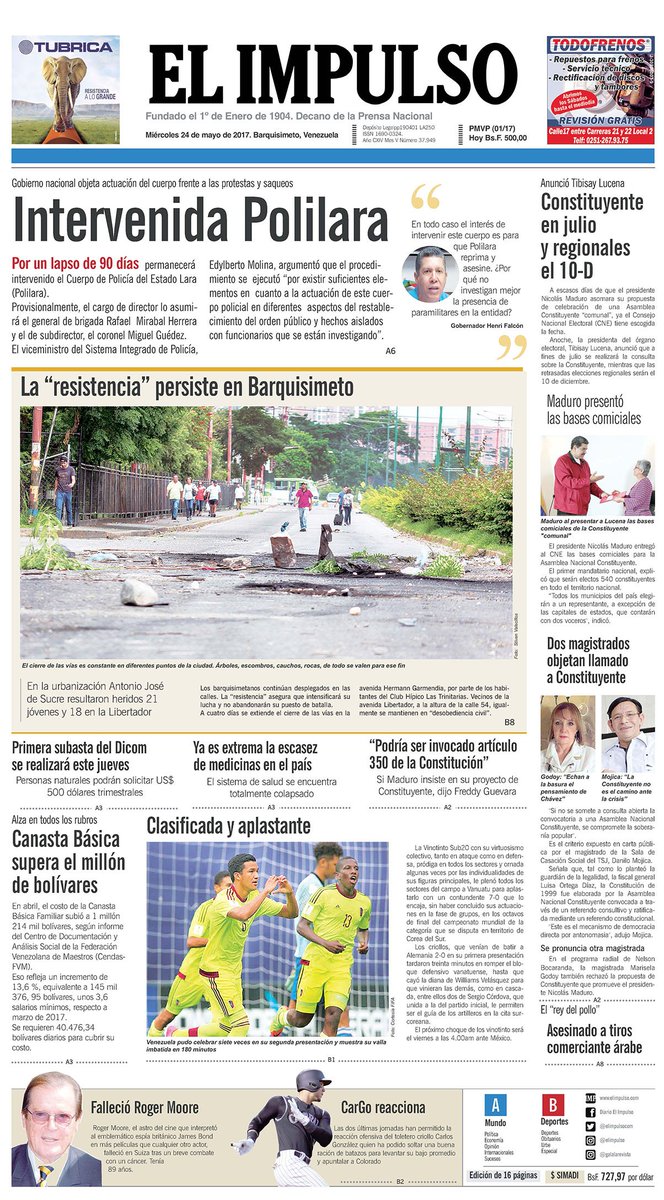 TUBRICA
RESISTENCIA
A LO GRANDE
EL IMPULSO
Fundado el 1º de Enero de 1904. Decano de la Prensa Nacional
Miércoles 24 de mayo de 2017. Barquisimeto, Venezuela
Depósito Legal pp190401 LA250
ISSN 1690-0324.
Año CXIV Mes V Número 37.949
PMVP (01/17)
Hoy Bs.F. 500,00
TODOFRENOS
- Repuestos para frenos
- Servicio técnico
- Rectificación de discos
y tambores
Abrimos los
Sábados
hasta el mediodía
REVISIÓN GRATIS
Calle17 entre Carreras 21 y 22 Local 2
Telf: 0251-267.93.75
Gobierno nacional objeta actuación del cuerpo frente a las protestas y saqueos
Intervenida Polilara
Por un lapso de 90 días permanecerá
intervenido el Cuerpo de Policía del Estado Lara
(Polilara).
Provisionalmente, el cargo de director lo asumi-
rá el general de brigada Rafael Mirabal Herrera
y el de subdirector, el coronel Miguel Guédez.
El viceministro del Sistema Integrado de Policía,
Edylberto Molina, argumentó que el procedi-
miento se ejecutó “por existir suficientes ele-
mentos en cuanto a la actuación de este cuer-
po policial en diferentes aspectos del restable-
cimiento del orden público y hechos aislados
con funcionarios que se están investigando”.
A6
“
En todo caso el interés de
intervenir este cuerpo es para
que Polilara
reprima y
asesine. ¿Por
qué no
investigan mejor
la presencia de
paramilitares en la entidad?
Gobernador Henri Falcón
”
Anunció Tibisay Lucena
Constituyente
en julio
y regionales
el 10-D
A escasos días de que el presidente
Nicolás Maduro asomara su propuesta
de celebración de una Asamblea
Constituyente “comunal”, ya el Consejo
Nacional Electoral (CNE) tiene escogida
la fecha.
Anoche, la presidenta del órgano
electoral, Tibisay Lucena, anunció que a
fines de julio se realizará la consulta
sobre la Constituyente, mientras que las
retrasadas elecciones regionales serán el
10 de diciembre.
Maduro presentó
las bases comiciales
Maduro al presentar a Lucena las bases
comiciales de la Constituyente
"comunal"
El presidente Nicolás Maduro entregó
al CNE las bases comiciales para la
Asamblea Nacional Constituyente.
El primer mandatario nacional, explicó
que serán electos 540 constituyentes
en todo el territorio nacional.
“Todos los municipios del país elegi-
rán a un representante, a excepción de
las capitales de estados, que contarán
con dos voceros', indicó.
La “resistencia” persiste en Barquisimeto
El cierre de las vías es constante en diferentes puntos de la ciudad. Árboles, escombros, cauchos, rocas, de todo se valen para ese fin
En la urbanización Antonio José
de Sucre resultaron heridos 21
jóvenes y 18 en la Libertador
Los barquisimetanos continúan desplegados en las
calles. La “resistencia” asegura que intensificará su
lucha y no abandonarán su puesto de batalla.
A cuatro días se extiende el cierre de las vías en la
avenida Hermann Garmendia, por parte de los habi-
tantes del Club Hípico Las Trinitarias. Vecinos de la
avenida Libertador, a la altura de la calle 54, igual-
mente se mantienen en “desobediencia civil”.
B8
Dos magistrados
objetan llamado
a Constituyente
Godoy: “Echan a
la basura el
pensamiento de
Chávez”
Mojica: “La
Constituyente no
es el camino ante
la crisis”
‘Si no se somete a consulta abierta la
convocatoria a una Asamblea Nacional
Constituyente, se compromete la sobera-
nía popular’.
Es el criterio expuesto en carta pública
por el magistrado de la Sala de
Casación Social del TSJ, Danilo Mojica.
Señala que, tal como lo planteó la
guardián de la legalidad, la fiscal general
Luisa Ortega Díaz, la Constitución de
1999 fue elaborada por la Asamblea
Nacional Constituyente convocada a tra-
vés de un referendo consultivo y ratifica-
da mediante un referendo constitucional.
‘Este es el mecanismo de democracia
directa por antonomasia’, adujo Mojica.
Se pronuncia otra magistrada
En el programa radial de Nelson
Bocaranda, la magistrada Marisela
Godoy también rechazó la propuesta de
Constituyente que promueve el presiden-
te Nicolás Maduro.
A2
El “rey del pollo”
Asesinado a tiros
comerciante árabe
A8
Primera subasta del Dicom
se realizará este jueves
Personas naturales podrán solicitar US$
500 dólares trimestrales
A3
Ya es extrema la escasez
de medicinas en el país
El sistema de salud se encuentra
totalmente colapsado
A3
“Podría ser invocado artículo
350 de la Constitución”
Si Maduro insiste en su proyecto de
Constituyente, dijo Freddy Guevara
A2
Alza en todos los rubros
Canasta Básica
supera el millón
de bolívares
En abril, el costo de la Canasta
Básica Familiar subió a 1 millón
214 mil bolívares, según informe
del Centro de Documentación y
Análisis Social de la Federación
Venezolana de Maestros (Cendas-
FVM).
Eso refleja un incremento de
13,6 %, equivalente a 145 mil
376, 95 bolívares, unos 3,6
salarios mínimos, respecto a
marzo de 2017.
Se requieren 40.476,34
bolívares diarios para cubrir su
costo.
A3
Clasificada y aplastante
Venezuela pudo celebrar siete veces en su segunda presentación y muestra su valla
imbatida en 180 minutos
La Vinotinto Sub20 con su virtuosismo
colectivo, tanto en ataque como en defen-
sa, pródiga en todos los sectores y ornada
algunas veces por las individualidades de
sus figuras principales, le plenó todos los
sectores del campo a Vanuatu para aplas-
tarlo con un contundente 7-0 que lo
encaja, sin haber concluido sus actuacio-
nes en la fase de grupos, en los octavos
de final del campeonato mundial de la
categoría que se disputa en territorio de
Corea del Sur.
Los criollos, que venían de batir a
Alemania 2-0 en su primera presentación
tardaron treinta minutos en romper el blo-
que defensivo vanuatuense, hasta que
cayó la diana de Williams Velásquez para
que vinieran las demás, como en casca-
da, entre ellos dos de Sergio Córdova, que
unida a la del partido inicial, le permiten
ser el guía de los artilleros en la cita sur-
coreana.
El próximo choque de los vinotinto será
el viernes a las 4.00am ante México.
B1
Falleció Roger Moore
Roger Moore, el astro del cine que interpretó
al emblemático espía británico James Bond
en más películas que cualquier otro actor,
falleció en Suiza tras un breve combate
con un cáncer. Tenía
89 años.
CarGo reacciona
Las dos últimas jornadas han permitido la
reacción ofensiva del toletero criollo Carlos
González quien ha podido soltar una buena
ración de batazos para levantar su bajo promedio
y apuntalar a Colorado
B2
A
Mundo
Política
Economía
Opinión
Internacionales
Sucesos
B
Deportes
Deportes
Obituarios
Urbe
Especial
www.elimpulso.com
Diario El Impulso
@elimpulsocom
@elimpulso
@galalarevista
Edición de 16 páginas
$ SIMADI
BsF. 727,97 por dólar